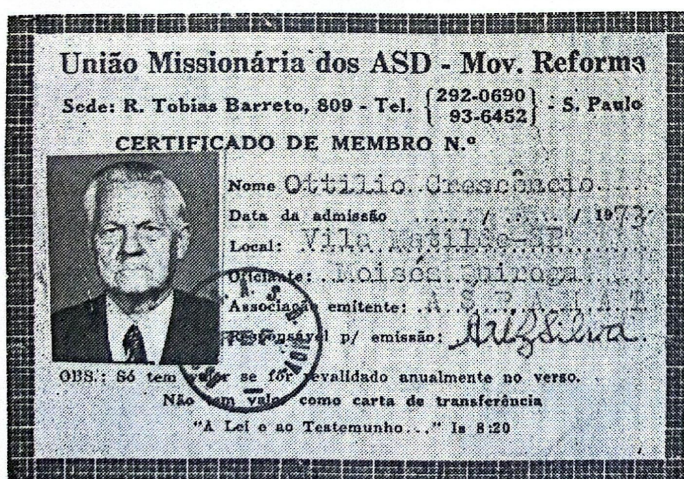 União Missionária dos ASD - Mov. Reforma
Sede: R. Tobias Barreto, 809 - Tel. {292-0690 93-6452} - S. Paulo
CERTIFICADO DE MEMBRO N.º
Nome Ottilio Crescôncio
Data da admissão ...... / ...... / 1973
Local: Vila Matilde-SP
Oficiante: Moisés Quiroga
Associação emitente: A.S.P.A.M.A.T
Responsável p/ emissão: Silva
OBS.: Só tem valor se fôr revalidado anualmente no verso.
Não tem valor como carta de transferência
"A Lei e ao Testemunho..." Is 8:20